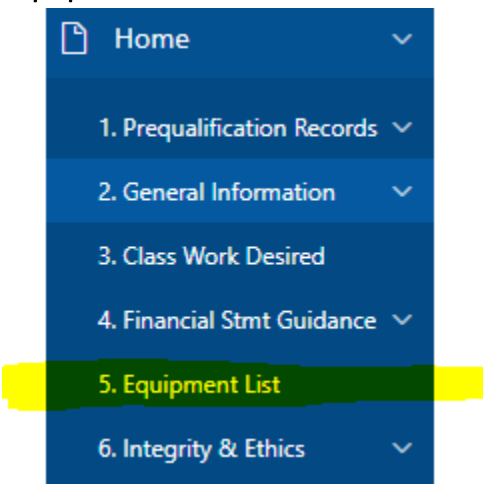 Home
1. Prequalification Records
2. General Information
3. Class Work Desired
4. Financial Stmt Guidance
5. Equipment List
6. Integrity & Ethics